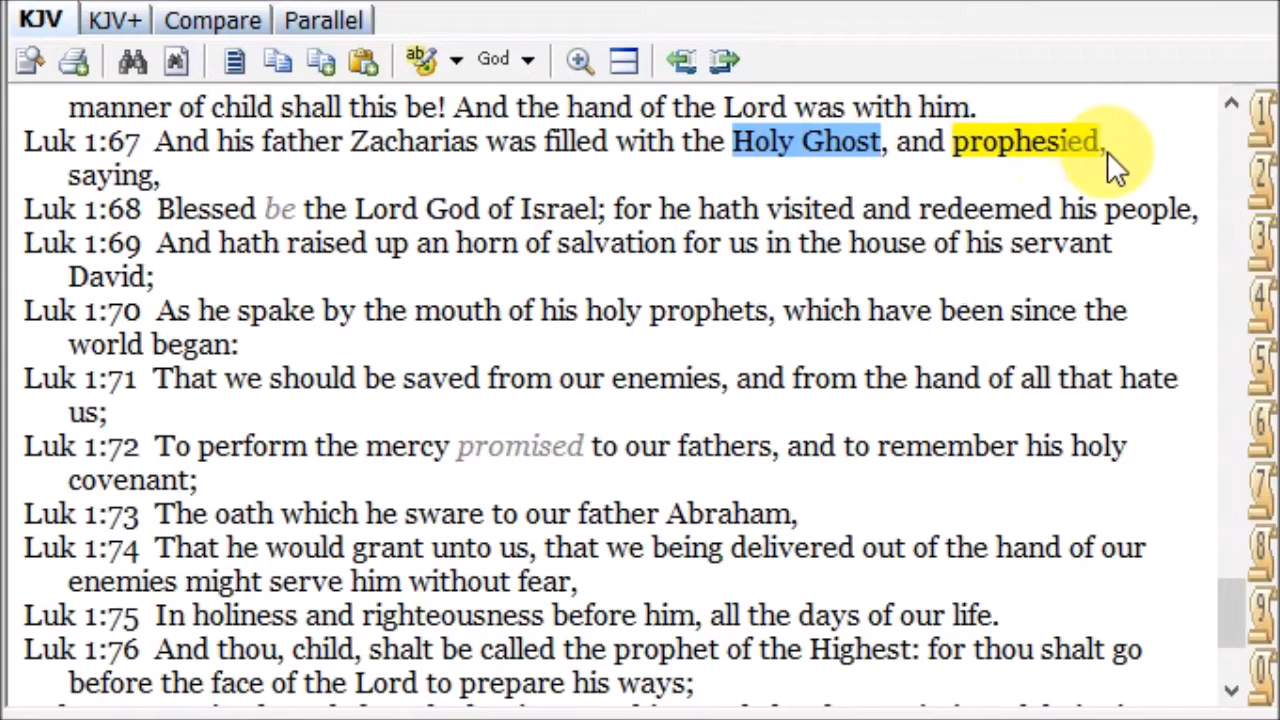 KJV KJV+ Compare Parallel
God
manner of child shall this be! And the hand of the Lord was with him.
Luk 1:67 And his father Zacharias was filled with the Holy Ghost, and prophesied,
saying,
Luk 1:68 Blessed be the Lord God of Israel; for he hath visited and redeemed his people,
Luk 1:69 And hath raised up an horn of salvation for us in the house of his servant
David;
Luk 1:70 As he spake by the mouth of his holy prophets, which have been since the
world began:
Luk 1:71 That we should be saved from our enemies, and from the hand of all that hate
us;
Luk 1:72 To perform the mercy promised to our fathers, and to remember his holy
covenant;
Luk 1:73 The oath which he sware to our father Abraham,
Luk 1:74 That he would grant unto us, that we being delivered out of the hand of our
enemies might serve him without fear,
Luk 1:75 In holiness and righteousness before him, all the days of our life.
Luk 1:76 And thou, child, shalt be called the prophet of the Highest: for thou shalt go
before the face of the Lord to prepare his ways;
1
2
3
4
5
6
7
8
9
0